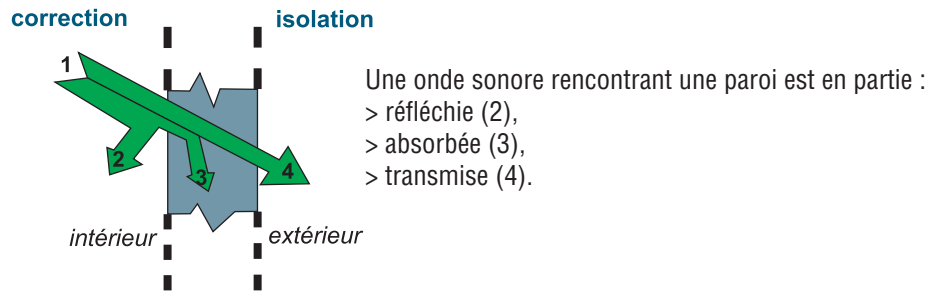 correction
isolation
1
2
3
4
intérieur
extérieur
Une onde sonore rencontrant une paroi est en partie :
> réfléchie (2),
> absorbée (3),
> transmise (4).